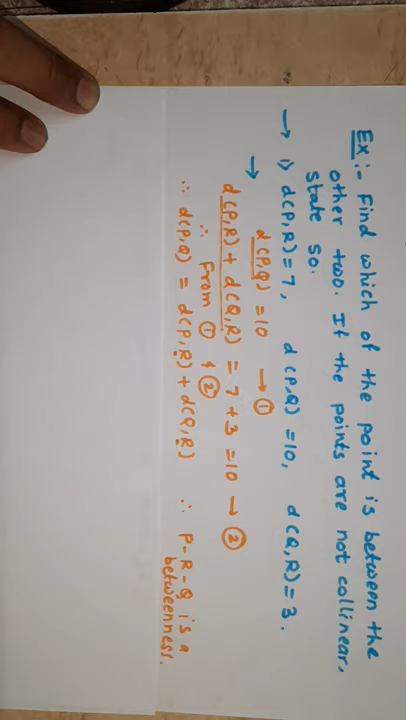 Ex :- Find which of the point is between the
other two. If the points are not collinear,
state so.
→ 1) d(P,R) = 7, d(P,Q) = 10, d(Q,R) = 3.
→ d(P,Q) = 10 → ①
d(P,R) + d(Q,R) = 7 + 3 = 10 → ②
∴ From ① & ②
∴ d(P,Q) = d(P,R) + d(Q,R) ∴ P-R-Q is a
betweenness.